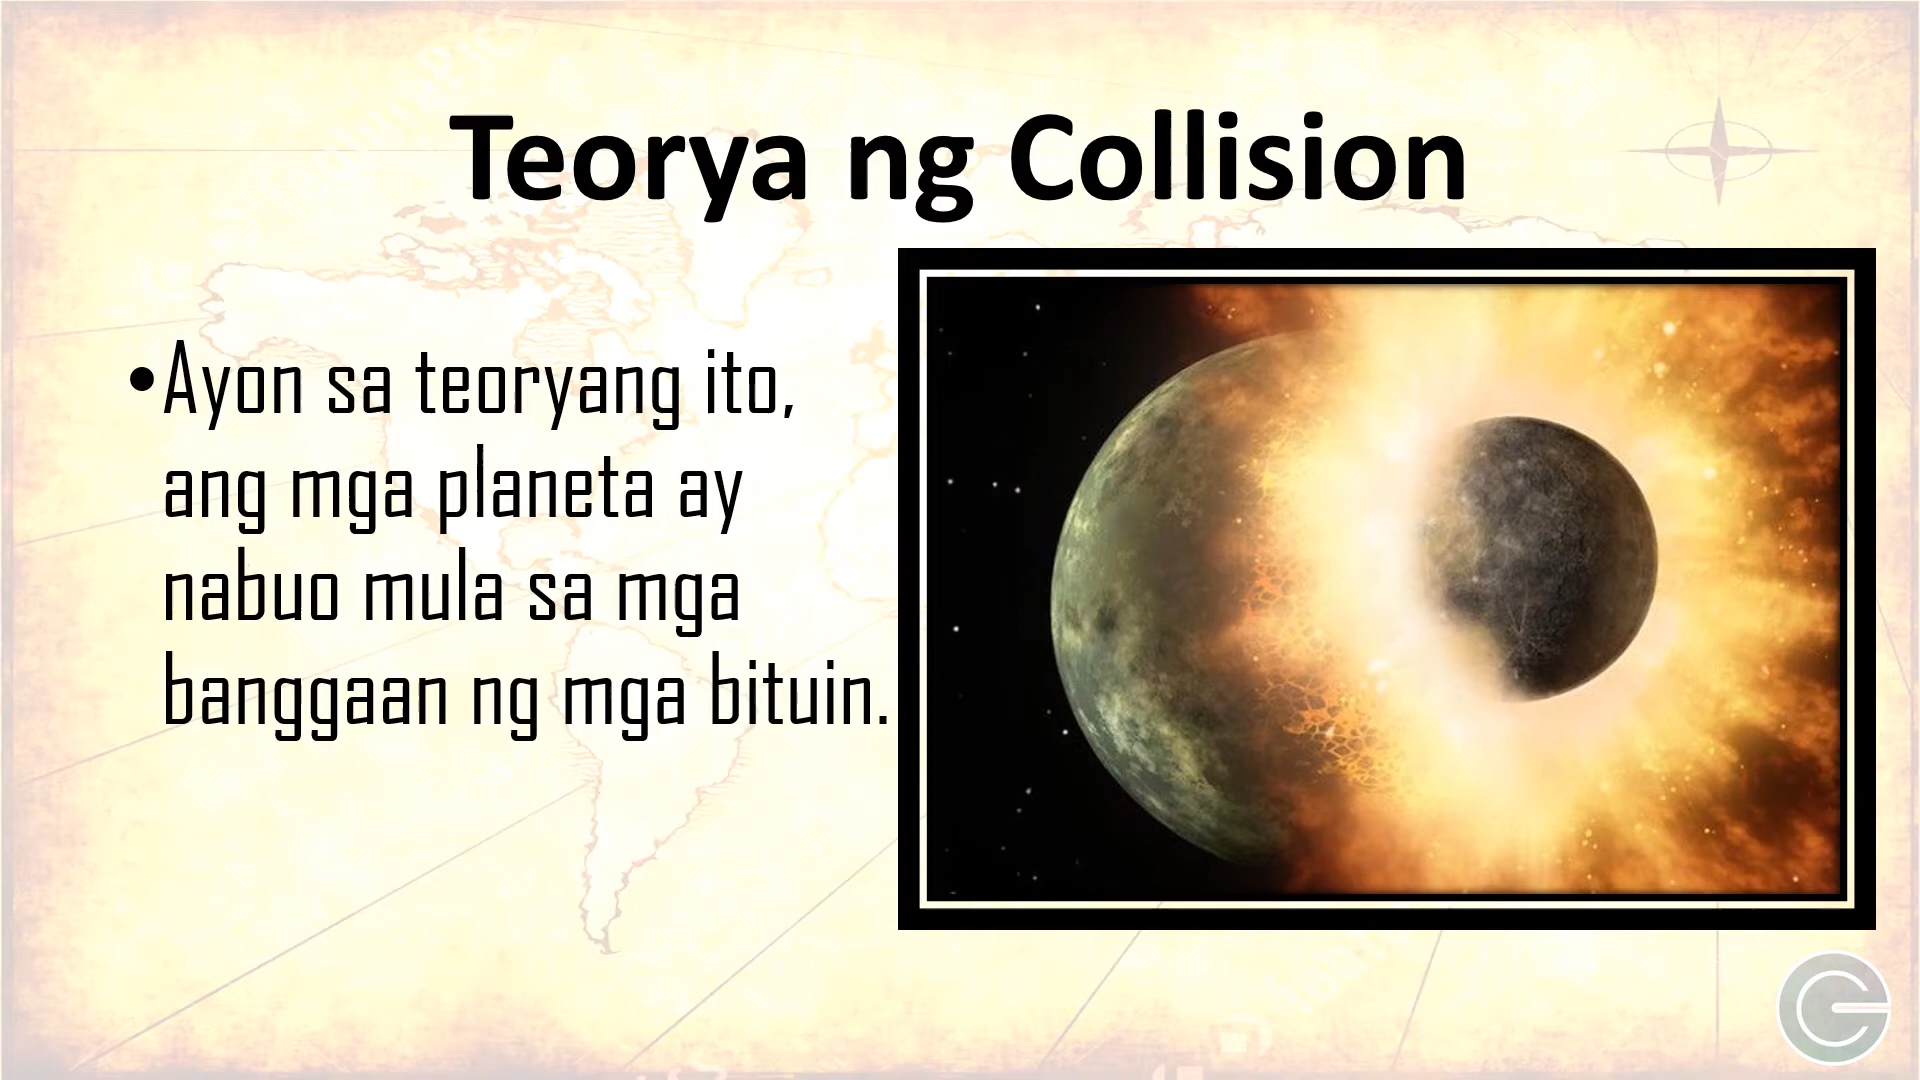 Teorya ng Collision
•Ayon sa teoryang ito,
ang mga planeta ay
nabuo mula sa mga
banggaan ng mga bituin.